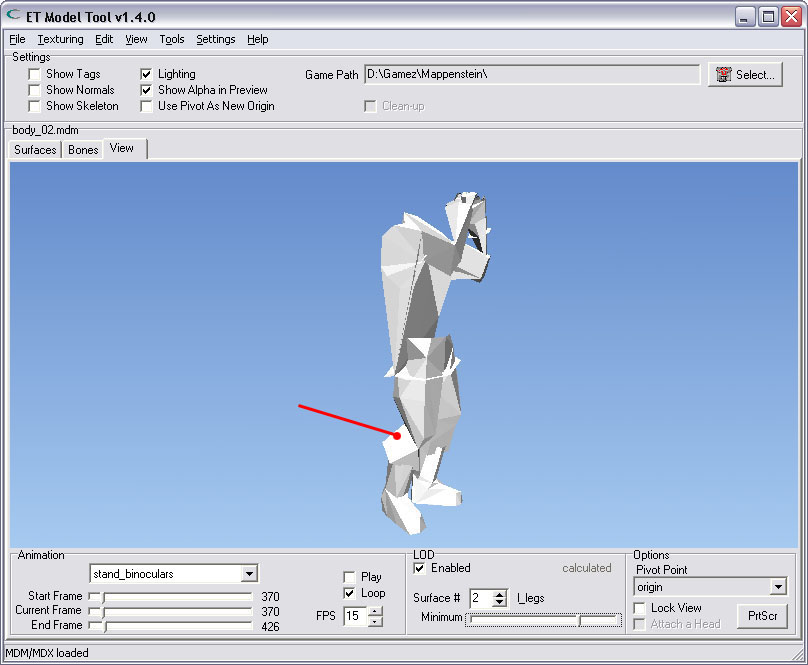 ET Model Tool v1.4.0
File Texturing Edit View Tools Settings Help
Settings
Show Tags Lighting Game Path D:\Gamez\Mappenstein\ Select...
Show Normals Show Alpha in Preview
Show Skeleton Use Pivot As New Origin Clean-up
body_02.mdm
Surfaces Bones View
Animation LOD Options
stand_binoculars Enabled calculated Pivot Point
Play origin
Start Frame 370 Loop Surface # 2 l_legs Lock View PrtScr
Current Frame 370 FPS 15 Minimum Attach a Head
End Frame 426
MDM/MDX loaded